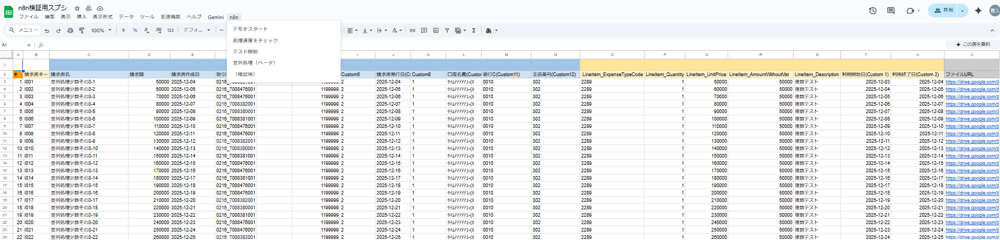 n8n検証用スプシ
ファイル 編集 表示 挿入 表示形式 データ ツール 拡張機能 ヘルプ Gemini n8n
共有
啓人
メニュー 100% ¥ % .0 .00 123 デフォ... あ
デモをスタート
処理速度をチェック
テスト開始
並列処理（ベータ）
（確認用）
A1 fx この表を要約
A B C D E I J K L M N O P Q R S T U V
1
2 # 請求書キー 請求書名 請求額 請求書作成日 取引 Custom5 請求書発行日(C Custom8 口座名義(Custor 銀行C(Custom11) 支店番号(Custom12) LineItem_ExpenseTypeCode LineItem_Quantity LineItem_UnitPrice LineItem_AmountWithoutVat LineItem_Description 利用開始日(Custom 1) 利用終了日(Custom 2) ファイルURL
3 1 I001 並列処理少数その3-1 50000 2025-12-04 0216_7008476001 1199999 2 2025-12-04 1 0010 302 2289 1 50000 50000 複数テスト 2025-12-03 2025-12-04 https://drive.google.com/d
4 2 I002 並列処理少数その3-2 60000 2025-12-05 0216_7008476001 1199999 2 2025-12-05 1 0010 302 2289 1 60000 50000 複数テスト 2025-12-04 2025-12-05 https://drive.google.com/d
5 3 I003 並列処理少数その3-3 70000 2025-12-06 0216_7008476001 1199999 2 2025-12-06 1 0010 302 2289 1 70000 50000 複数テスト 2025-12-05 2025-12-06 https://drive.google.com/d
6 4 I004 並列処理少数その3-4 80000 2025-12-07 0216_7008382001 1199999 2 2025-12-07 1 0010 302 2289 1 80000 50000 複数テスト 2025-12-06 2025-12-07 https://drive.google.com/d
7 5 I005 並列処理少数その3-5 90000 2025-12-08 0216_7008380001 1199999 2 2025-12-08 1 0010 302 2289 1 90000 50000 複数テスト 2025-12-07 2025-12-08 https://drive.google.com/d
8 6 I006 並列処理少数その3-6 100000 2025-12-09 0216_7008381001 1199999 2 2025-12-09 1 0010 302 2289 1 100000 50000 複数テスト 2025-12-08 2025-12-09 https://drive.google.com/d
9 7 I007 並列処理少数その3-7 110000 2025-12-10 0216_7008476001 1199999 2 2025-12-10 1 0010 302 2289 1 110000 50000 複数テスト 2025-12-09 2025-12-10 https://drive.google.com/d
10 8 I008 並列処理少数その3-8 120000 2025-12-11 0216_7008476001 1199999 2 2025-12-11 1 0010 302 2289 1 120000 50000 複数テスト 2025-12-10 2025-12-11 https://drive.google.com/d
11 9 I009 並列処理少数その3-9 130000 2025-12-12 0216_7008382001 1199999 2 2025-12-12 1 0010 302 2289 1 130000 50000 複数テスト 2025-12-11 2025-12-12 https://drive.google.com/d
12 10 I010 並列処理少数その3-10 140000 2025-12-13 0216_7008380001 1199999 2 2025-12-13 1 0010 302 2289 1 140000 50000 複数テスト 2025-12-12 2025-12-13 https://drive.google.com/d
13 11 I011 並列処理少数その3-11 150000 2025-12-14 0216_7008381001 1199999 2 2025-12-14 1 0010 302 2289 1 150000 50000 複数テスト 2025-12-13 2025-12-14 https://drive.google.com/d
14 12 I012 並列処理少数その3-12 160000 2025-12-15 0216_7008476001 1199999 2 2025-12-15 1 0010 302 2289 1 160000 50000 複数テスト 2025-12-14 2025-12-15 https://drive.google.com/d
15 13 I013 並列処理少数その3-13 170000 2025-12-16 0216_7008476001 1199999 2 2025-12-16 1 0010 302 2289 1 170000 50000 複数テスト 2025-12-15 2025-12-16 https://drive.google.com/d
16 14 I014 並列処理少数その3-14 180000 2025-12-17 0216_7008381001 1199999 2 2025-12-17 1 0010 302 2289 1 180000 50000 複数テスト 2025-12-16 2025-12-17 https://drive.google.com/d
17 15 I015 並列処理少数その3-15 190000 2025-12-18 0216_7008476001 1199999 2 2025-12-18 1 0010 302 2289 1 190000 50000 複数テスト 2025-12-17 2025-12-18 https://drive.google.com/d
18 16 I016 並列処理少数その3-16 200000 2025-12-19 0216_7008476001 1199999 2 2025-12-19 1 0010 302 2289 1 200000 50000 複数テスト 2025-12-18 2025-12-19 https://drive.google.com/d
19 17 I017 並列処理少数その3-17 210000 2025-12-20 0216_7008382001 1199999 2 2025-12-20 1 0010 302 2289 1 210000 50000 複数テスト 2025-12-19 2025-12-20 https://drive.google.com/d
20 18 I018 並列処理少数その3-18 220000 2025-12-21 0216_7008380001 1199999 2 2025-12-21 1 0010 302 2289 1 220000 50000 複数テスト 2025-12-20 2025-12-21 https://drive.google.com/d
21 19 I019 並列処理少数その3-19 230000 2025-12-22 0216_7008381001 1199999 2 2025-12-22 1 0010 302 2289 1 230000 50000 複数テスト 2025-12-21 2025-12-22 https://drive.google.com/d
22 20 I020 並列処理少数その3-20 240000 2025-12-23 0216_7008476001 1199999 2 2025-12-23 1 0010 302 2289 1 240000 50000 複数テスト 2025-12-22 2025-12-23 https://drive.google.com/d
23 21 I021 並列処理少数その3-21 250000 2025-12-24 0216_7008476001 1199999 2 2025-12-24 1 0010 302 2289 1 250000 50000 複数テスト 2025-12-23 2025-12-24 https://drive.google.com/d
24 22 I022 並列処理少数その3-22 260000 2025-12-25 0216_7008382001 1199999 2 2025-12-25 1 0010 302 2289 1 260000 50000 複数テスト 2025-12-24 2025-12-25 https://drive.google.com/d